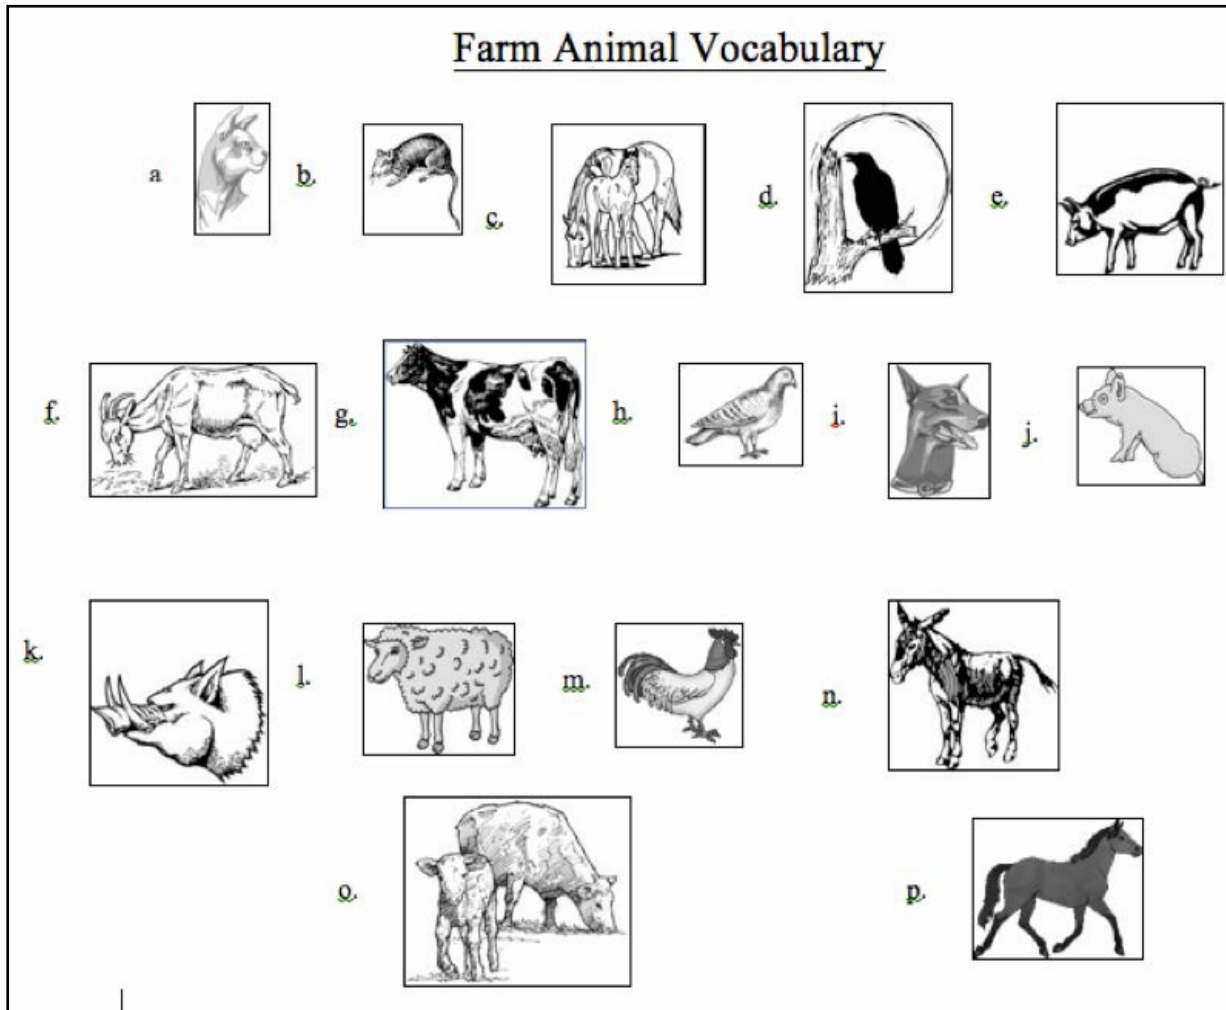 Farm Animal Vocabulary
a b. c. d. e.
f. g. h. i. j.
k. l. m. n.
o. p.